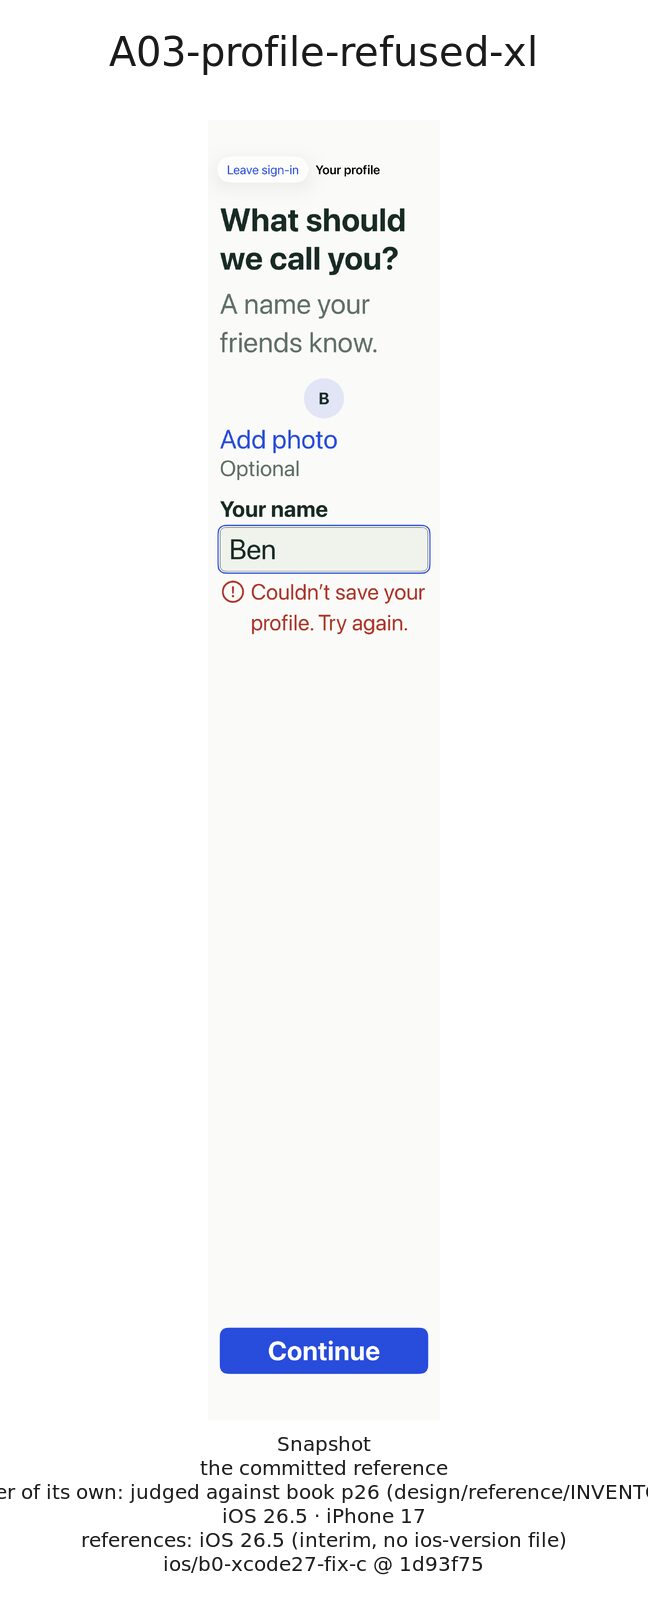 A03-profile-refused-xl
Leave sign-in Your profile
What should
we call you?
A name your
friends know.
B
Add photo
Optional
Your name
Ben
Couldn’t save your
profile. Try again.
Continue
Snapshot
the committed reference
of its own: judged against book p26 (design/reference/
iOS 26.5 · iPhone 17
references: iOS 26.5 (interim, no ios-version file)
ios/b0-xcode27-fix-c @ 1d93f75